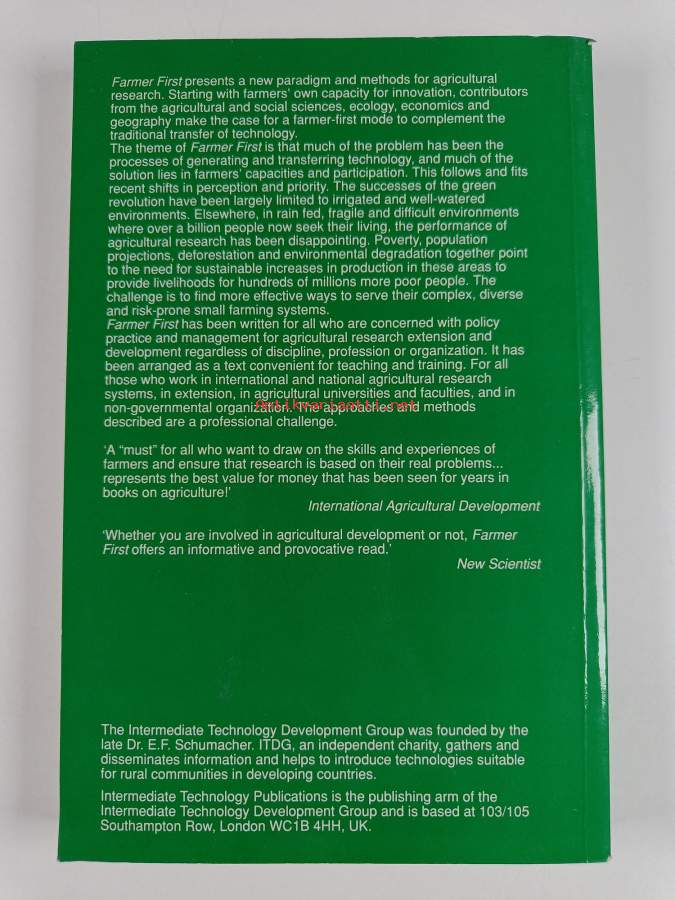 Farmer First presents a new paradigm and methods for agricultural
research. Starting with farmers' own capacity for innovation, contributors
from the agricultural and social sciences, ecology, economics and
geography make the case for a farmer-first mode to complement the
traditional transfer of technology.
The theme of Farmer First is that much of the problem has been the
processes of generating and transferring technology, and much of the
solution lies in farmers' capacities and participation. This follows and fits
recent shifts in perception and priority. The successes of the green
revolution have been largely limited to irrigated and well-watered
environments. Elsewhere, in rain fed, fragile and difficult environments
where over a billion people now seek their living, the performance of
agricultural research has been disappointing. Poverty, population
projections, deforestation and environmental degradation together point
to the need for sustainable increases in production in these areas to
provide livelihoods for hundreds of millions more poor people. The
challenge is to find more effective ways to serve their complex, diverse
and risk-prone small farming systems.
Farmer First has been written for all who are concerned with policy
practice and management for agricultural research extension and
development regardless of discipline, profession or organization. It has
been arranged as a text convenient for teaching and training. For all
those who work in international and national agricultural research
systems, in extension, in agricultural universities and faculties, and in
non-governmental organization. The approaches and methods
Antikvariaatti.net
described are a professional challenge.
'A "must" for all who want to draw on the skills and experiences of
farmers and ensure that research is based on their real problems...
represents the best value for money that has been seen for years in
books on agriculture!'
International Agricultural Development
'Whether you are involved in agricultural development or not, Farmer
First offers an informative and provocative read.'
New Scientist
The Intermediate Technology Development Group was founded by the
late Dr. E.F. Schumacher. ITDG, an independent charity, gathers and
disseminates information and helps to introduce technologies suitable
for rural communities in developing countries.
Intermediate Technology Publications is the publishing arm of the
Intermediate Technology Development Group and is based at 103/105
Southampton Row, London WC1B 4HH, UK.